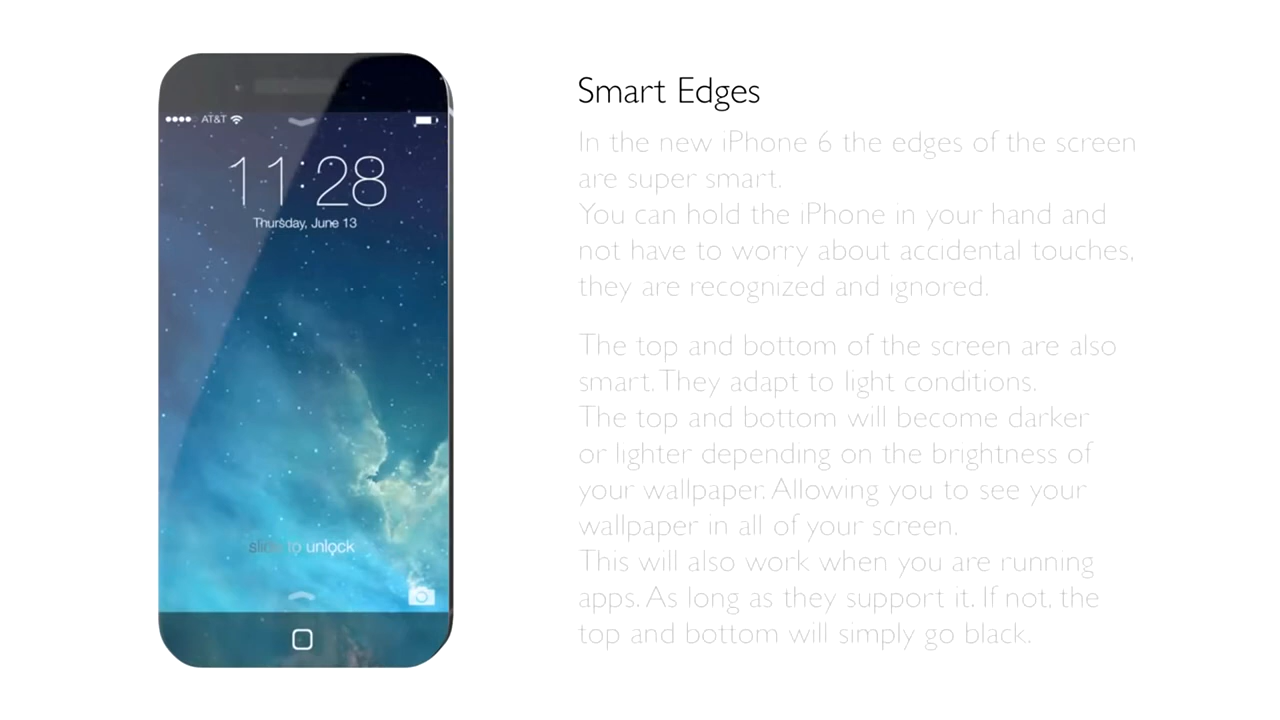 AT&T
11:28
Thursday, June 13
slide to unlock
Smart Edges
In the new iPhone 6 the edges of the screen
are super smart.
You can hold the iPhone in your hand and
not have to worry about accidental touches,
they are recognized and ignored.
The top and bottom of the screen are also
smart. They adapt to light conditions.
The top and bottom will become darker
or lighter depending on the brightness of
your wallpaper. Allowing you to see your
wallpaper in all of your screen.
This will also work when you are running
apps. As long as they support it. If not. the
top and bottom will simply go black.